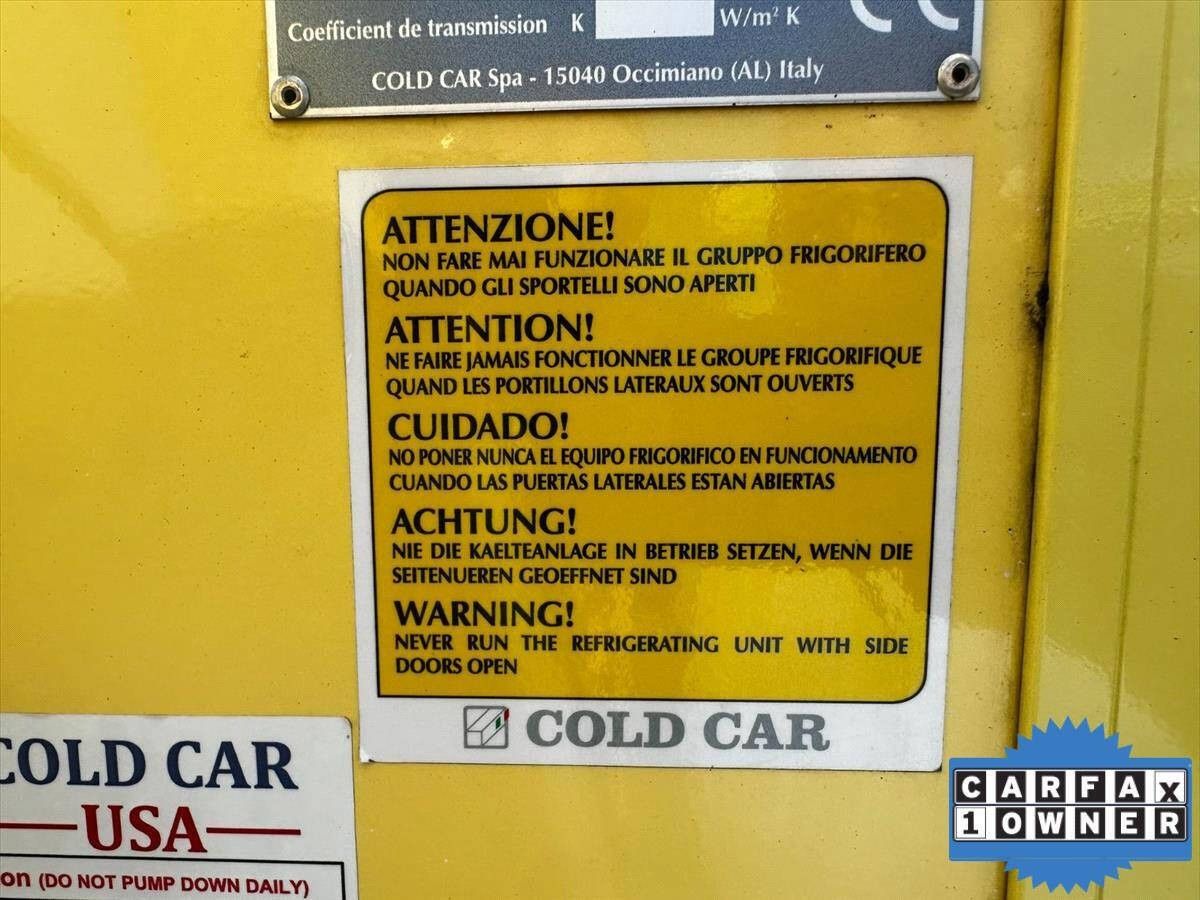 Coefficient de transmission K W/m² K
COLD CAR Spa - 15040 Occimiano (AL) Italy
ATTENZIONE!
NON FARE MAI FUNZIONARE IL GRUPPO FRIGORIFERO
QUANDO GLI SPORTELLI SONO APERTI
ATTENTION!
NE FAIRE JAMAIS FONCTIONNER LE GROUPE FRIGORIFIQUE
QUAND LES PORTILLONS LATERAUX SONT OUVERTS
CUIDADO!
NO PONER NUNCA EL EQUIPO FRIGORIFICO EN FUNCIONAMENTO
CUANDO LAS PUERTAS LATERALES ESTAN ABIERTAS
ACHTUNG!
NIE DIE KAELTEANLAGE IN BETRIEB SETZEN, WENN DIE
SEITENUEREN GEOEFFNET SIND
WARNING!
NEVER RUN THE REFRIGERATING UNIT WITH SIDE
DOORS OPEN
COLD CAR
COLD CAR
USA
on (DO NOT PUMP DOWN DAILY)
CARFAX
1 OWNER